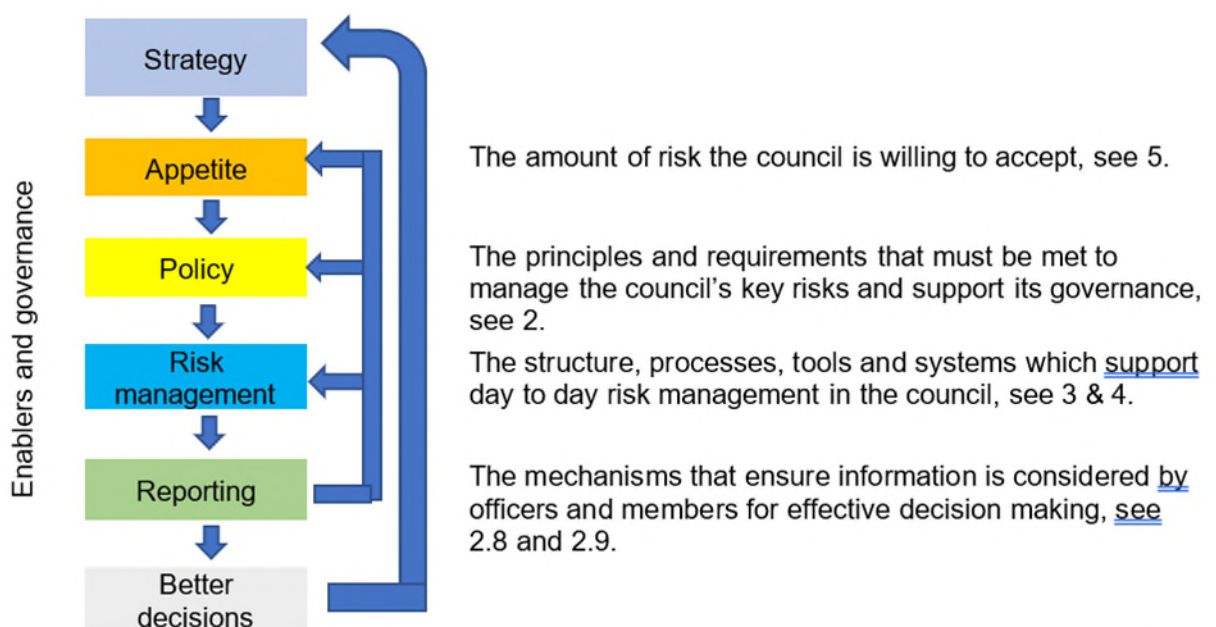 Enablers and governance
Strategy
Appetite
The amount of risk the council is willing to accept, see 5.
Policy
The principles and requirements that must be met to
manage the council's key risks and support its governance,
see 2.
Risk
management
The structure, processes, tools and systems which support
day to day risk management in the council, see 3 & 4.
Reporting
The mechanisms that ensure information is considered by
officers and members for effective decision making, see
2.8 and 2.9.
Better
decisions